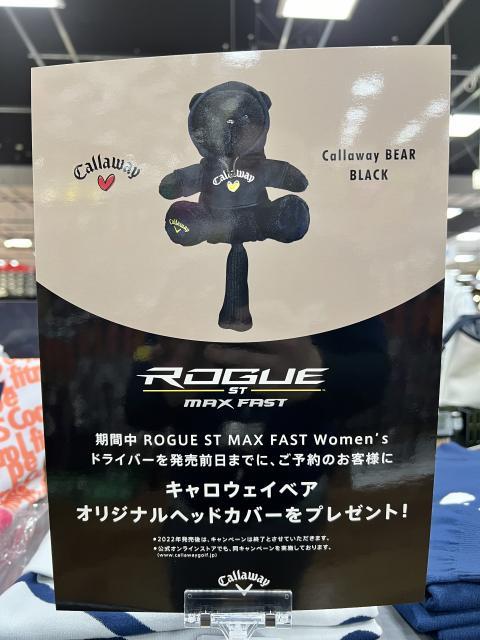 Callaway
Callaway
Callaway
Callaway BEAR
BLACK
ROGUE
ST
MAX FAST
期間中 ROGUE ST MAX FAST Women's
ドライバーを発売前日までに、ご予約のお客様に
キャロウェイベア
オリジナルヘッドカバーをプレゼント!
*2022年発売後は、キャンペーンは終了とさせていただきます。
*公式オンラインストアでも、同キャンペーンを実施しております。
(www.callawaygolf.jp)
Callaway